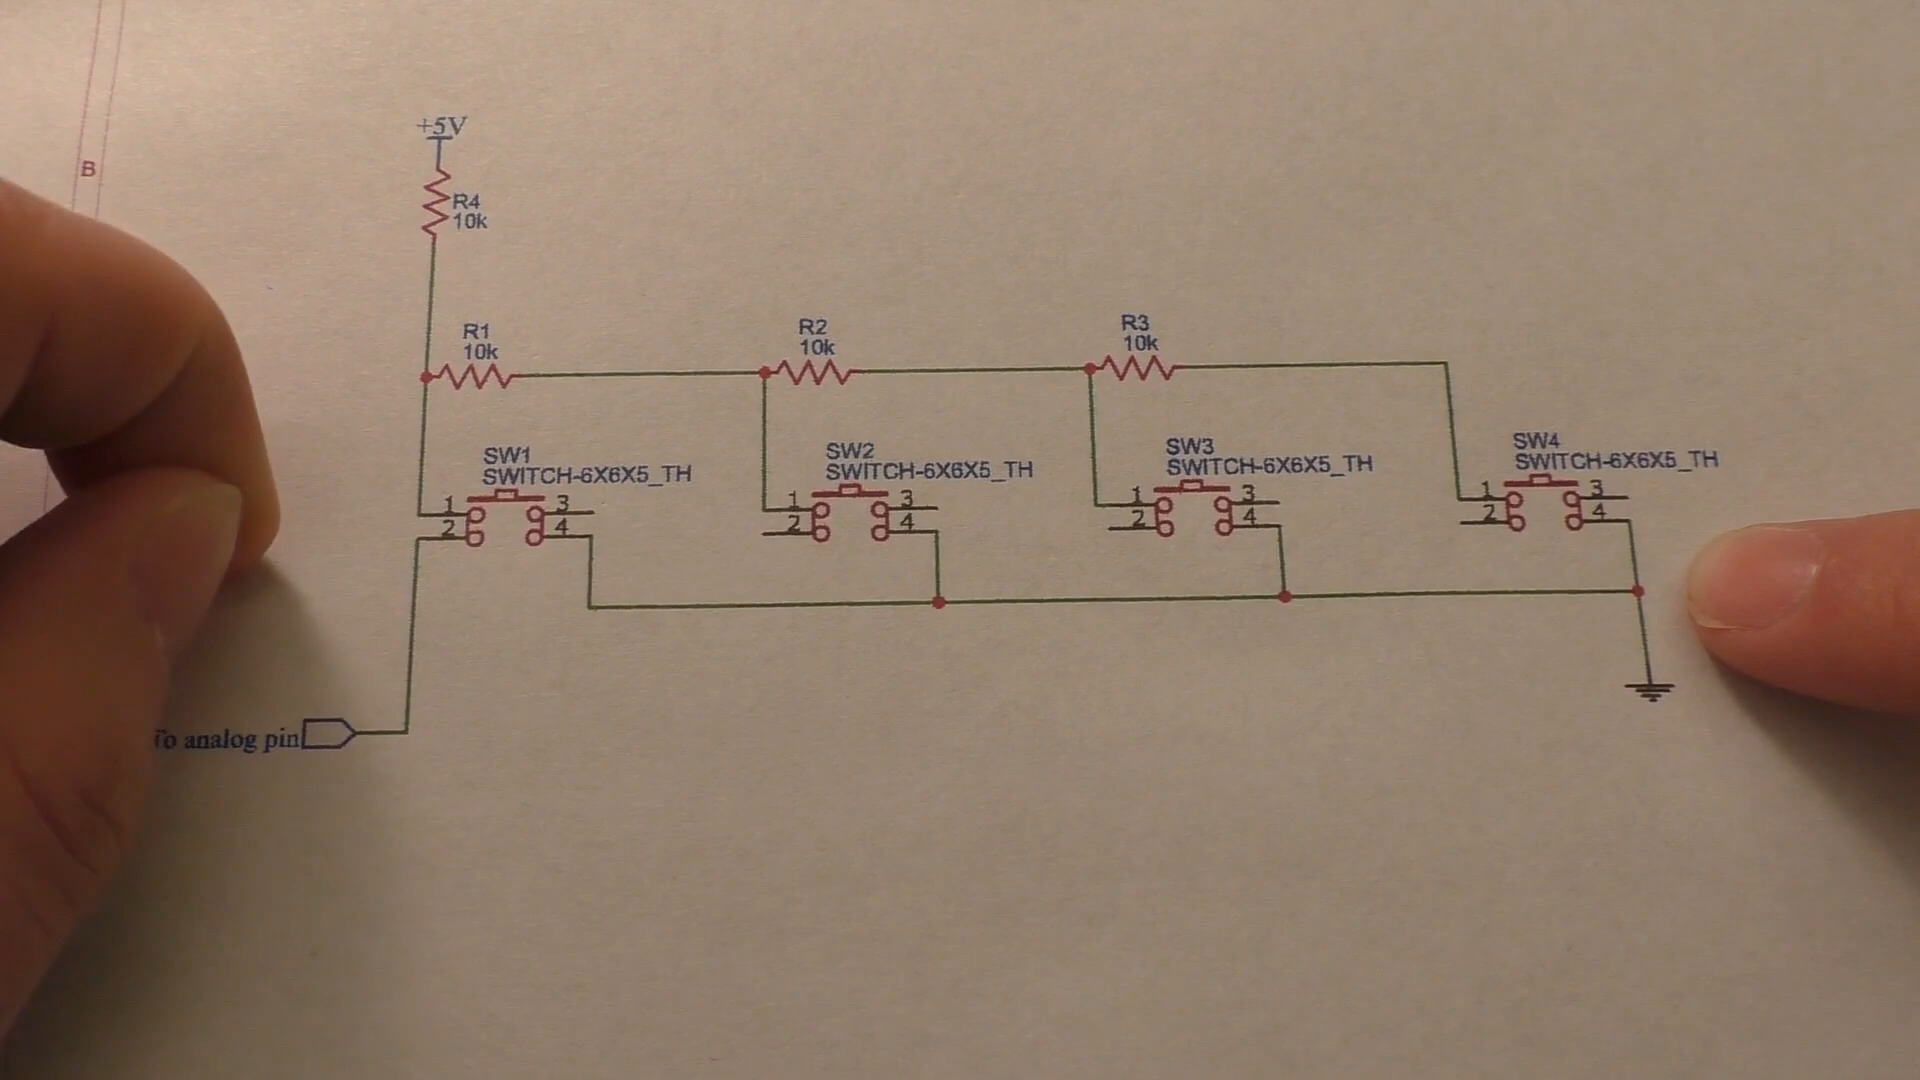 +5V
B
R4
10k
R1
10k
R2
10k
R3
10k
SW1
SWITCH-6X6X5_TH
SW2
SWITCH-6X6X5_TH
SW3
SWITCH-6X6X5_TH
SW4
SWITCH-6X6X5_TH
1 3
2 4
1 3
2 4
1 3
2 4
1 3
2 4
To analog pin